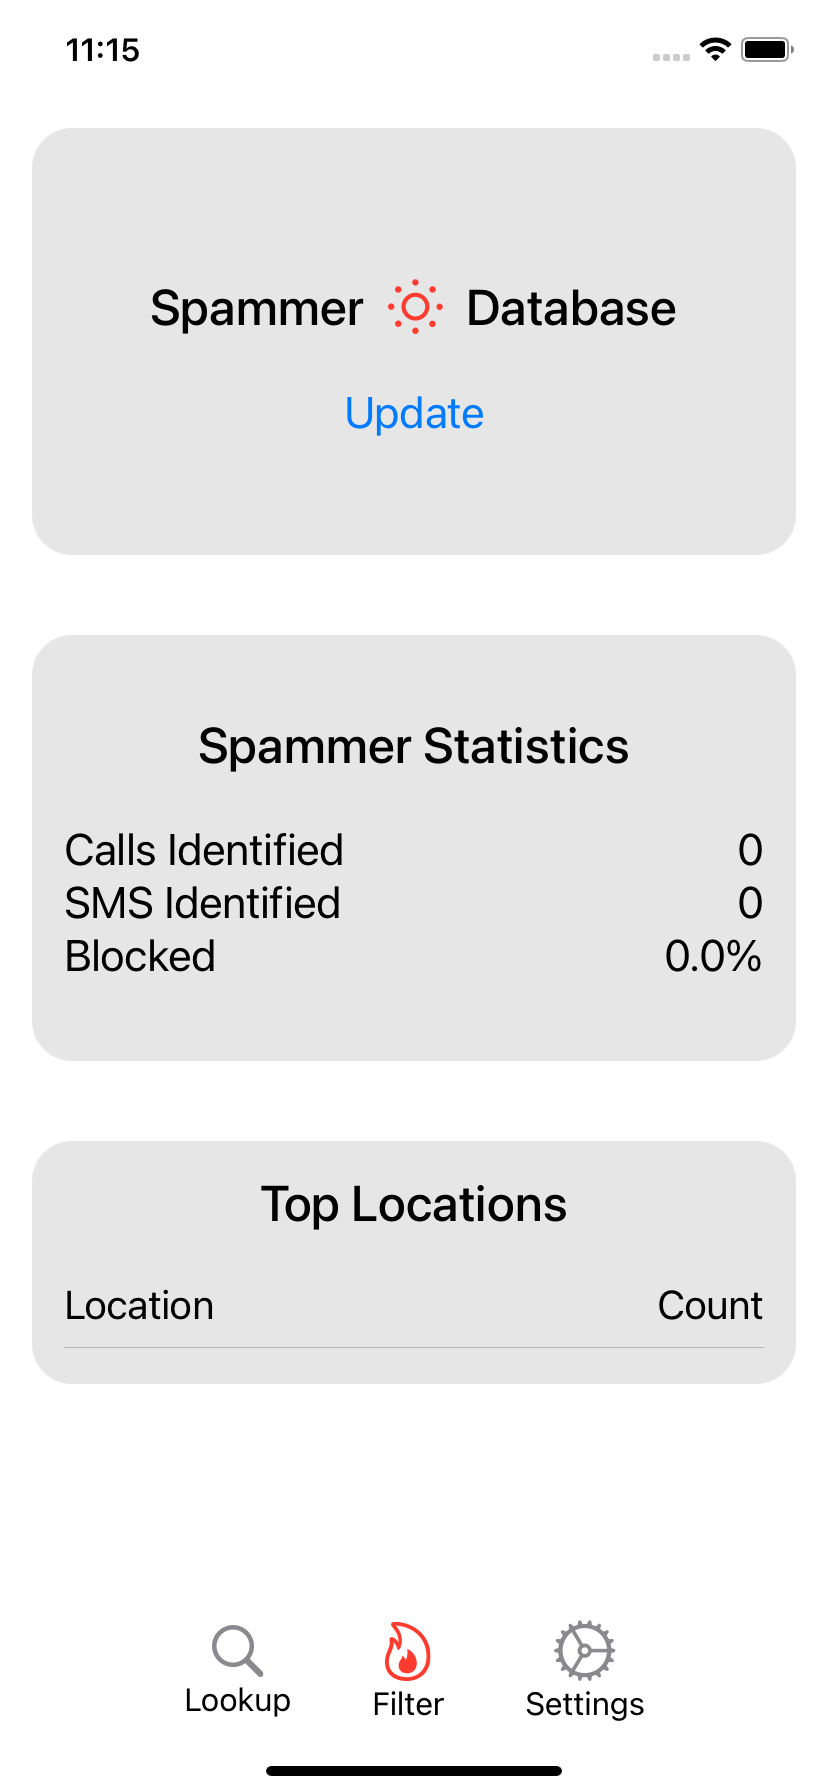 11:15
Spammer Database
Update
Spammer Statistics
Calls Identified 0
SMS Identified 0
Blocked 0.0%
Top Locations
Location Count
Lookup Filter Settings